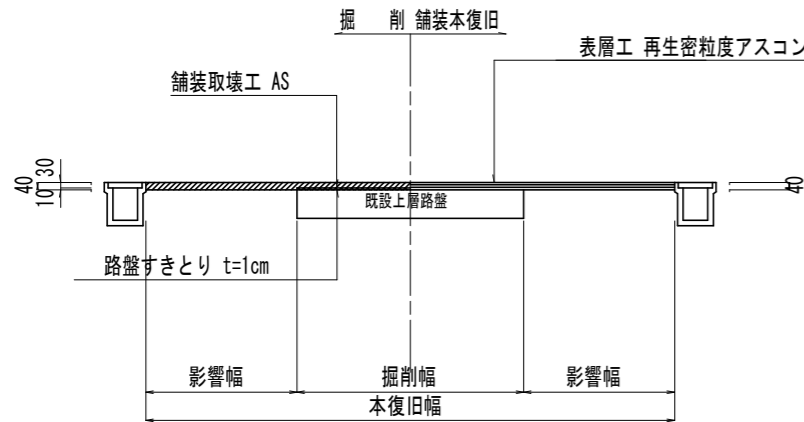 掘　削 舗装本復旧
表層工 再生密粒度アスコン
舗装取壊工 AS
40
10 30
40
既設上層路盤
路盤すきとり t=1cm
影響幅
掘削幅
影響幅
本復旧幅